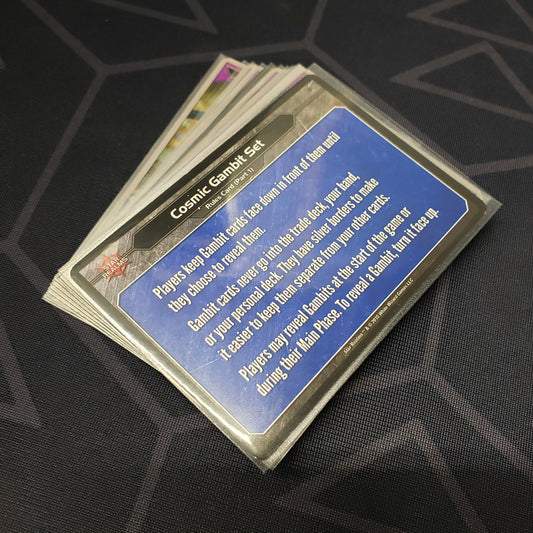 Cosmic Gambit Set
Rules Card (Part 1)
STAR
REALMS
Players keep Gambit cards face down in front of them until
they choose to reveal them.
Gambit cards never go into the trade deck, your hand,
or your personal deck. They have silver borders to make
it easier to keep them separate from your other cards.
Players may reveal Gambits at the start of the game or
during their Main Phase. To reveal a Gambit, turn it face up.